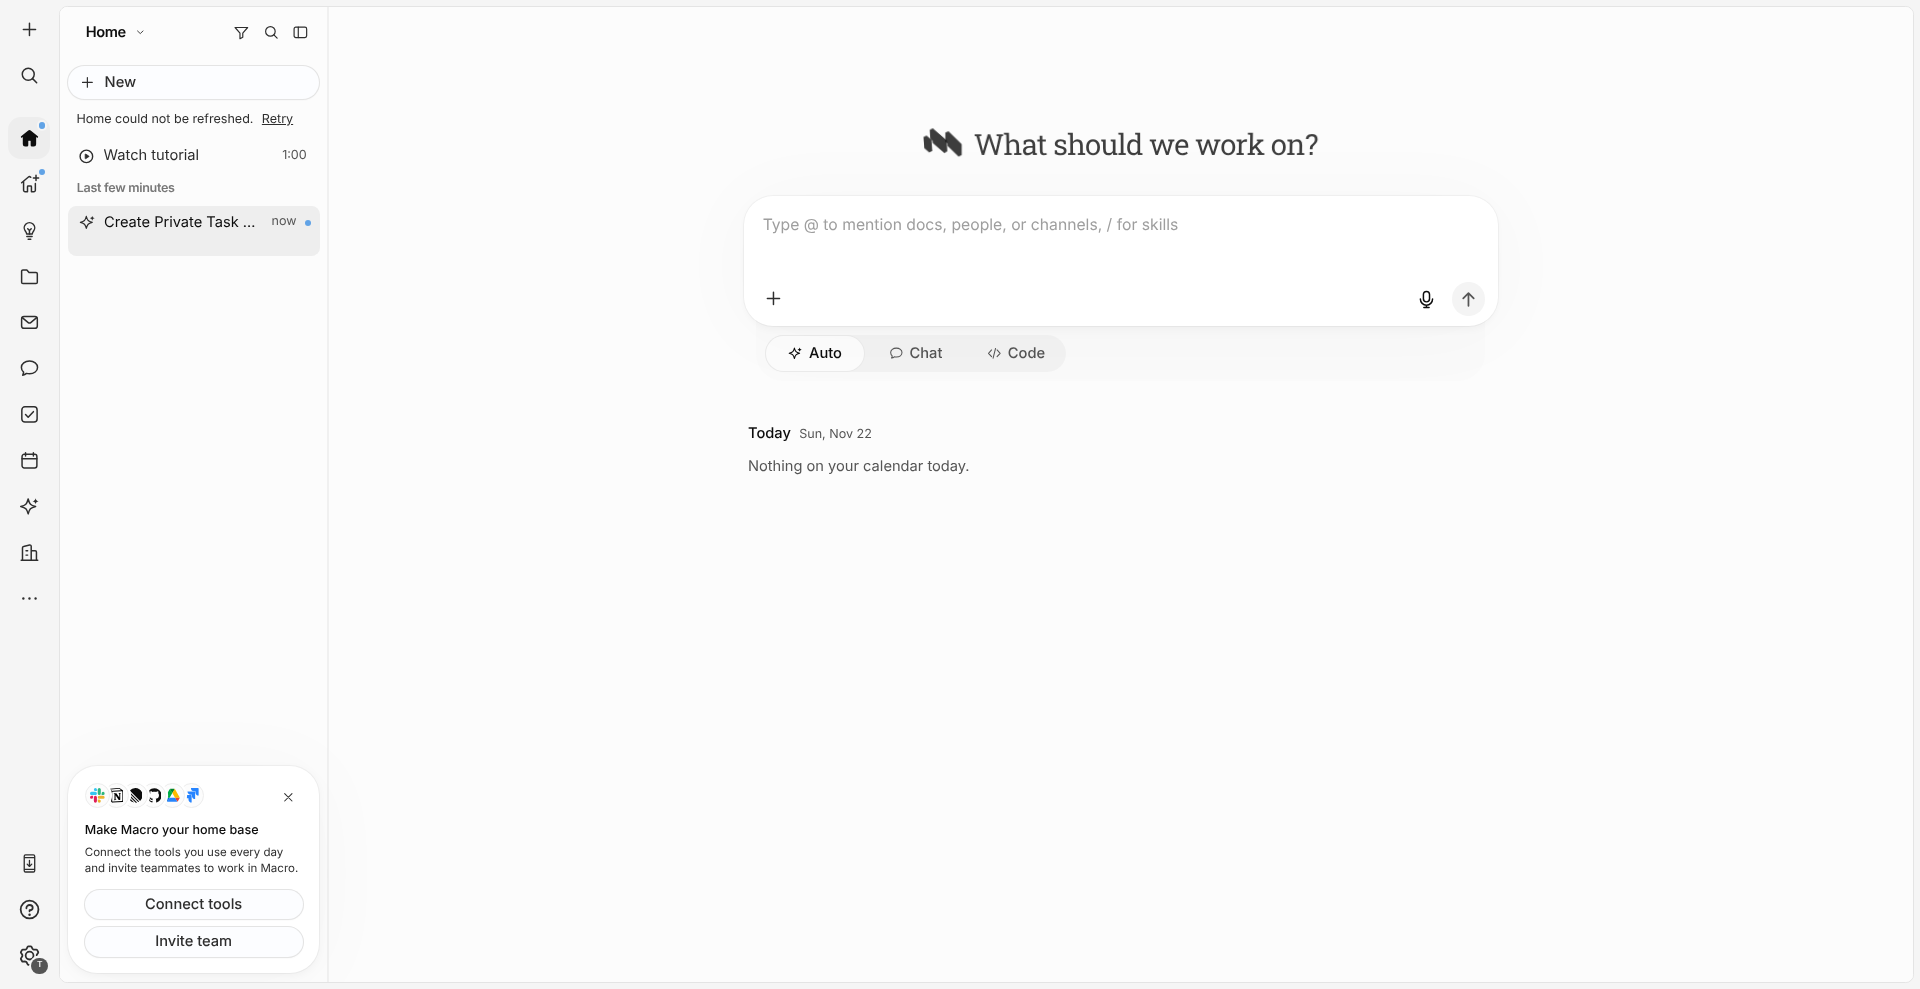 Home
New
Home could not be refreshed. Retry
Watch tutorial 1:00
Last few minutes
Create Private Task ... now
Make Macro your home base
Connect the tools you use every day
and invite teammates to work in Macro.
Connect tools
Invite team
T
What should we work on?
Type @ to mention docs, people, or channels, / for skills
Auto Chat Code
Today Sun, Nov 22
Nothing on your calendar today.